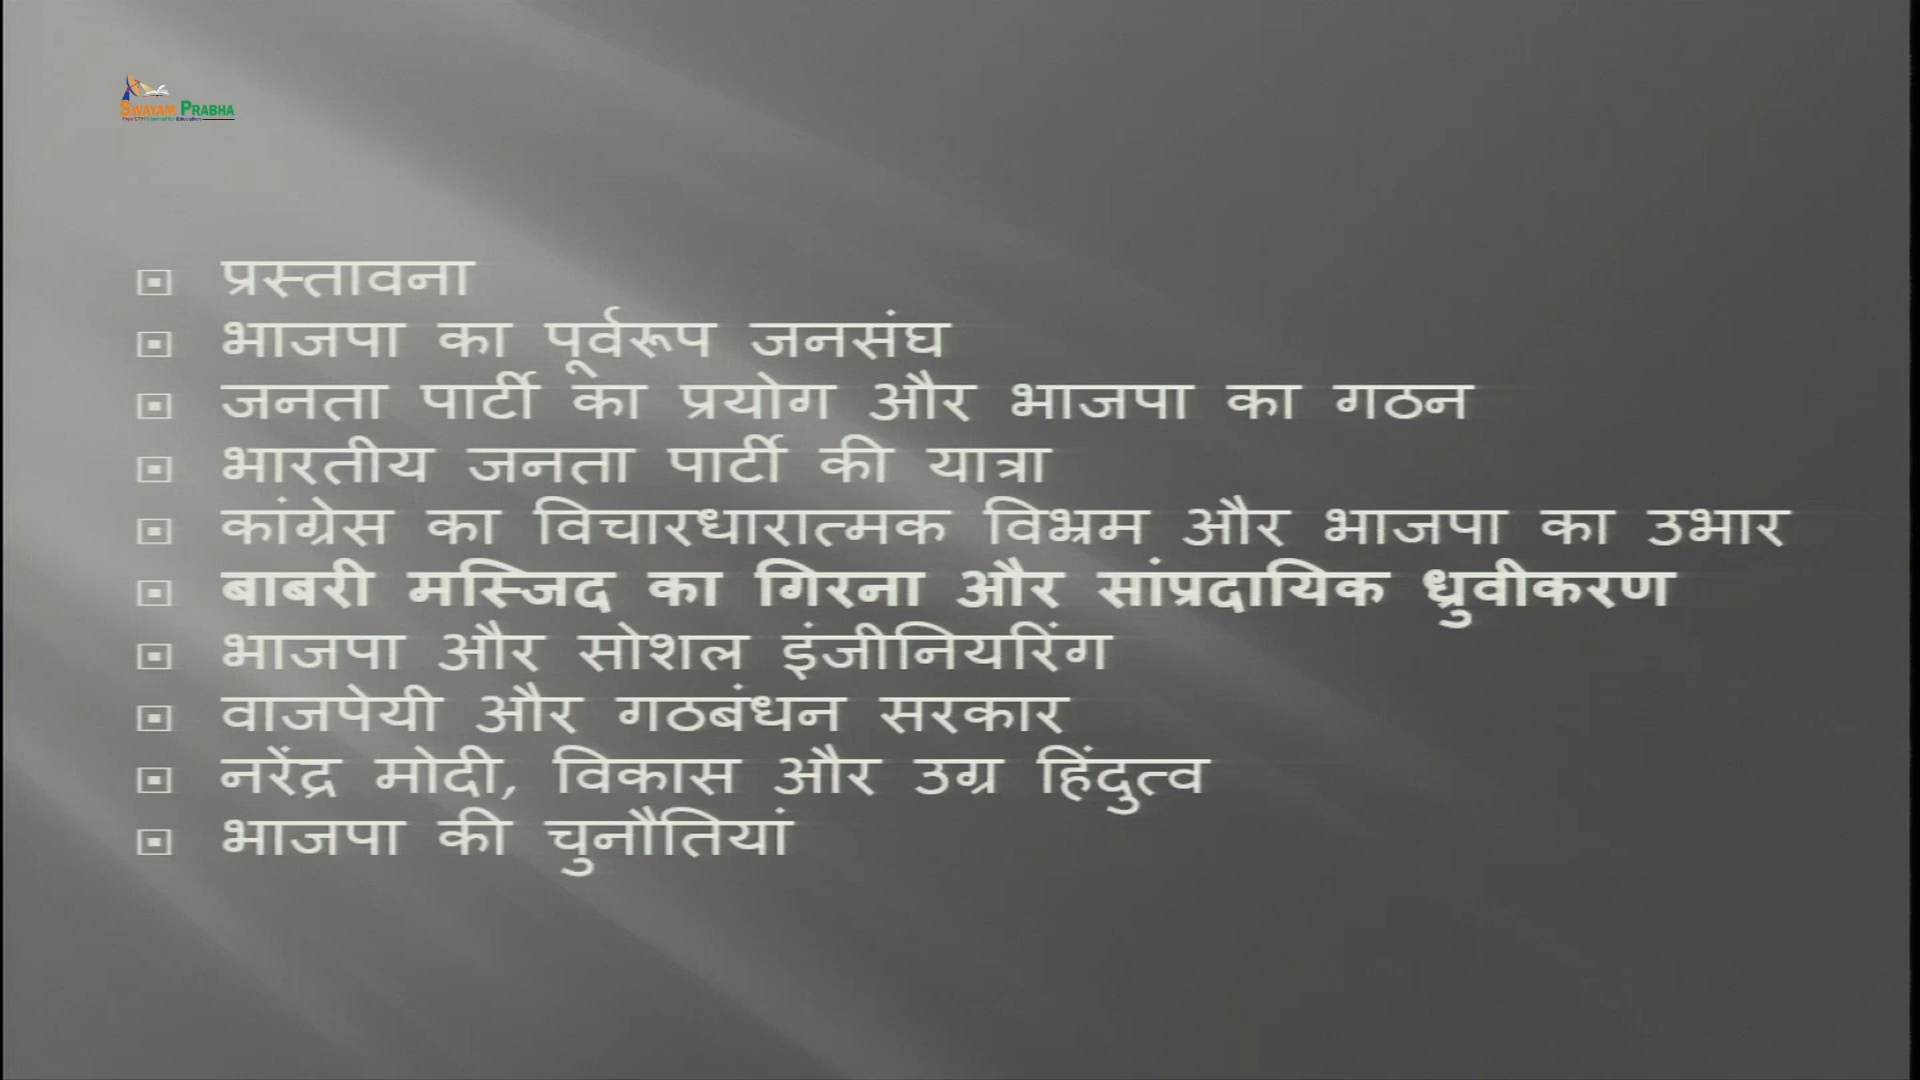 SWAYAM PRABHA
प्रस्तावना
भाजपा का पूर्वरूप जनसंघ
जनता पार्टी का प्रयोग और भाजपा का गठन
भारतीय जनता पार्टी की यात्रा
कांग्रेस का विचारधारात्मक विभ्रम और भाजपा का उभार
बाबरी मस्जिद का गिरना और सांप्रदायिक ध्रुवीकरण
भाजपा और सोशल इंजीनियरिंग
वाजपेयी और गठबंधन सरकार
नरेंद्र मोदी, विकास और उग्र हिंदुत्व
भाजपा की चुनौतियां